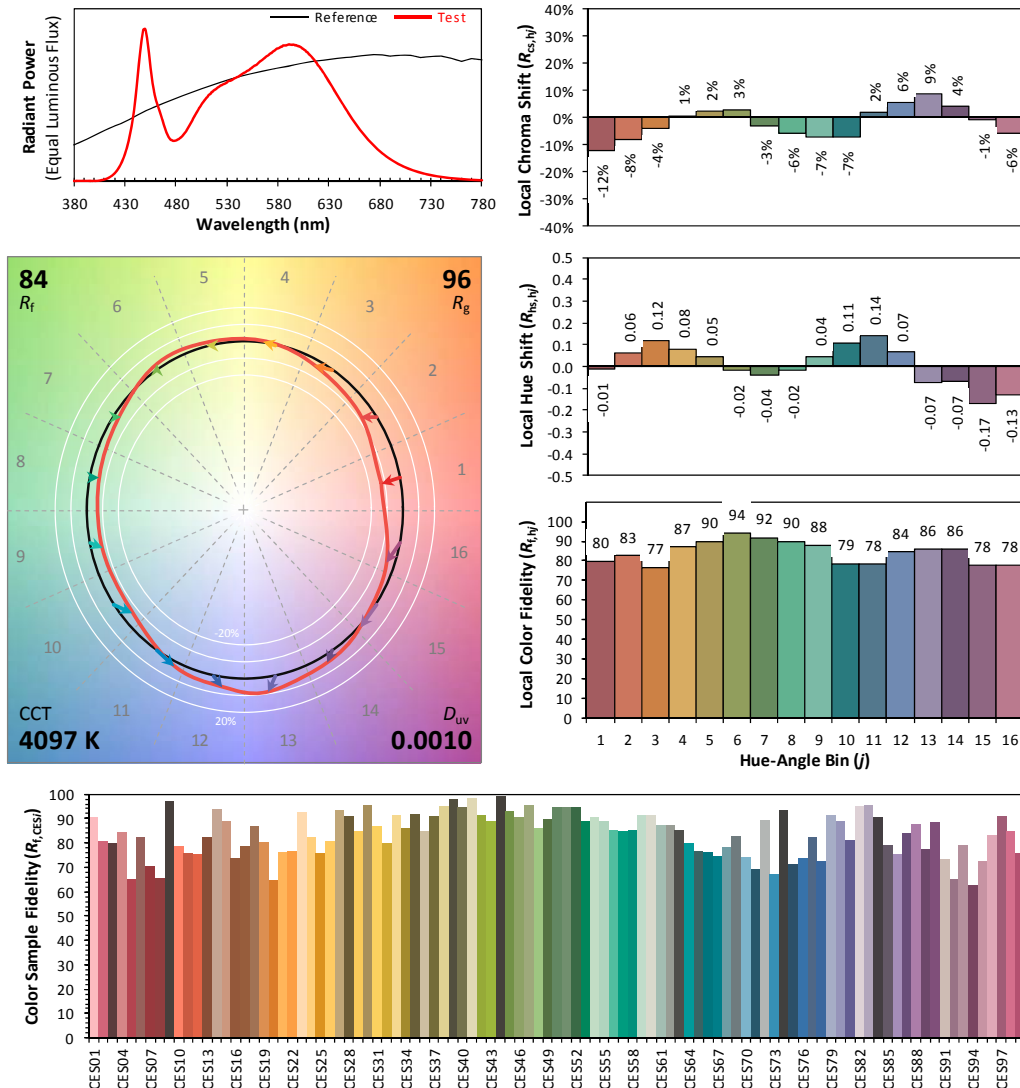 Reference
Test
Radiant Power
(Equal Luminous Flux)
380 430 480 530 580 630 680 730 780
Wavelength (nm)
Local Chroma Shift (Rcs,hj)
40%
30%
20%
10%
0%
-10%
-20%
-30%
-40%
-12% -8% -4% 1% 2% 3% -3% -6% -7% -7% 2% 6% 9% 4% -1% -6%
84
Rf
96
Rg
5 4
6 3
7 2
8 1
9 16
10 15
11 14
12 13
-20%
20%
CCT
4097 K
Duv
0.0010
Local Hue Shift (Rhs,hj)
0.5
0.4
0.3
0.2
0.1
0.0
-0.1
-0.2
-0.3
-0.4
-0.5
-0.01 0.06 0.12 0.08 0.05 -0.02 -0.04 -0.02 0.04 0.11 0.14 0.07 -0.07 -0.07 -0.17 -0.13
Local Color Fidelity (Rf,hj)
100
90
80
70
60
50
40
30
20
10
0
80 83 77 87 90 94 92 90 88 79 78 84 86 86 78 78
1 2 3 4 5 6 7 8 9 10 11 12 13 14 15 16
Hue-Angle Bin (j)
Color Sample Fidelity (Rf,CESi)
100
90
80
70
60
50
40
30
20
10
0
CES01 CES04 CES07 CES10 CES13 CES16 CES19 CES22 CES25 CES28 CES31 CES34 CES37 CES40 CES43 CES46 CES49 CES52 CES55 CES58 CES61 CES64 CES67 CES70 CES73 CES76 CES79 CES82 CES85 CES88 CES91 CES94 CES97